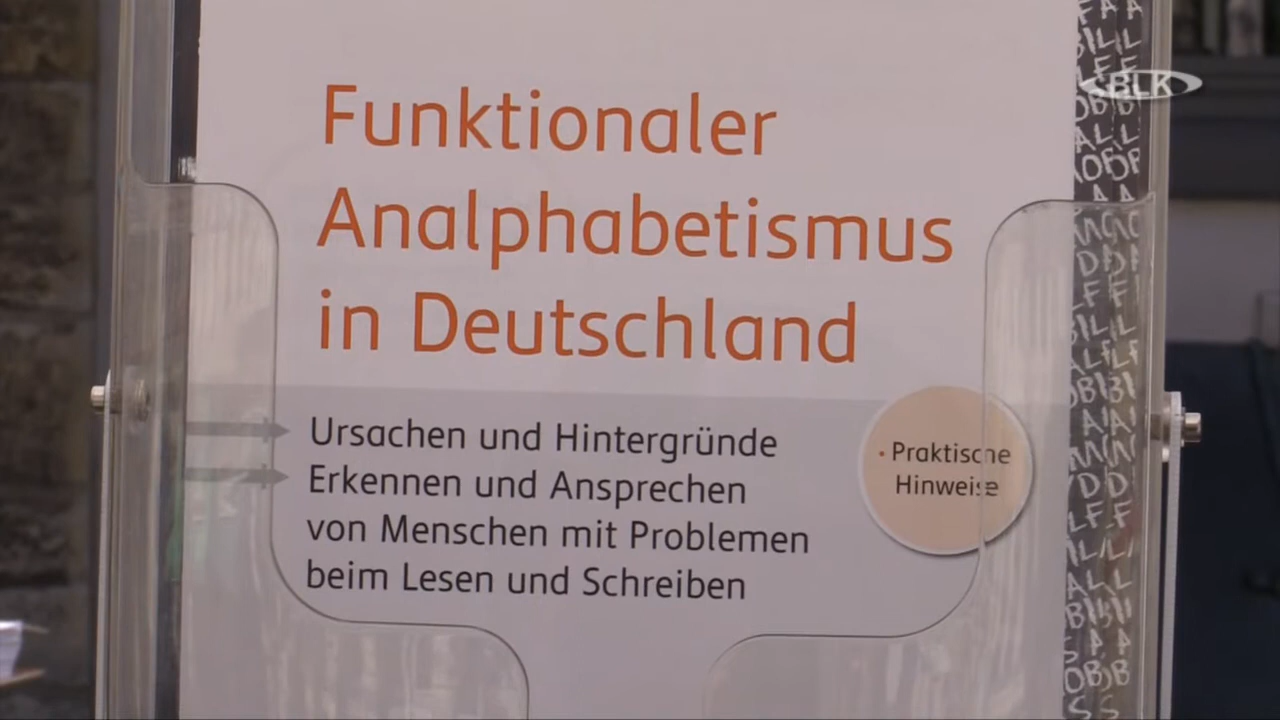 Funktionaler
Analphabetismus
in Deutschland
Ursachen und Hintergründe
Erkennen und Ansprechen
von Menschen mit Problemen
beim Lesen und Schreiben
• Praktische
Hinweise
BLK